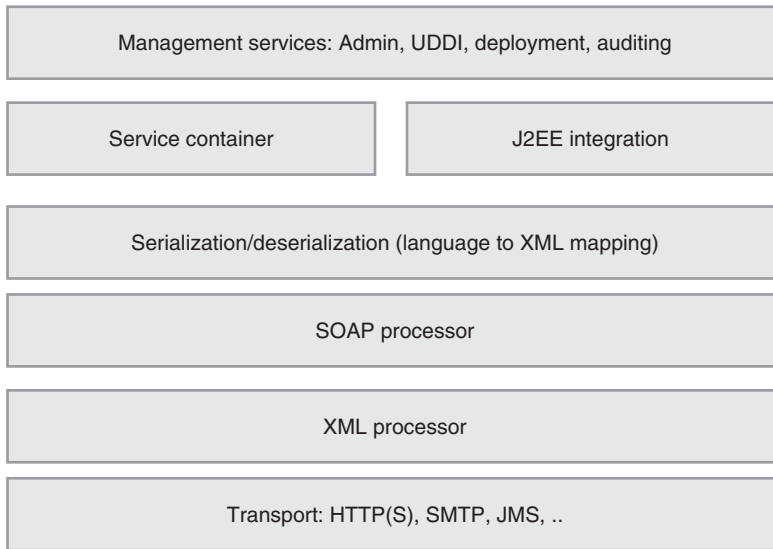 Management services: Admin, UDDI, deployment, auditing
Service container
J2EE integration
Serialization/deserialization (language to XML mapping)
SOAP processor
XML processor
Transport: HTTP(S), SMTP, JMS, ..